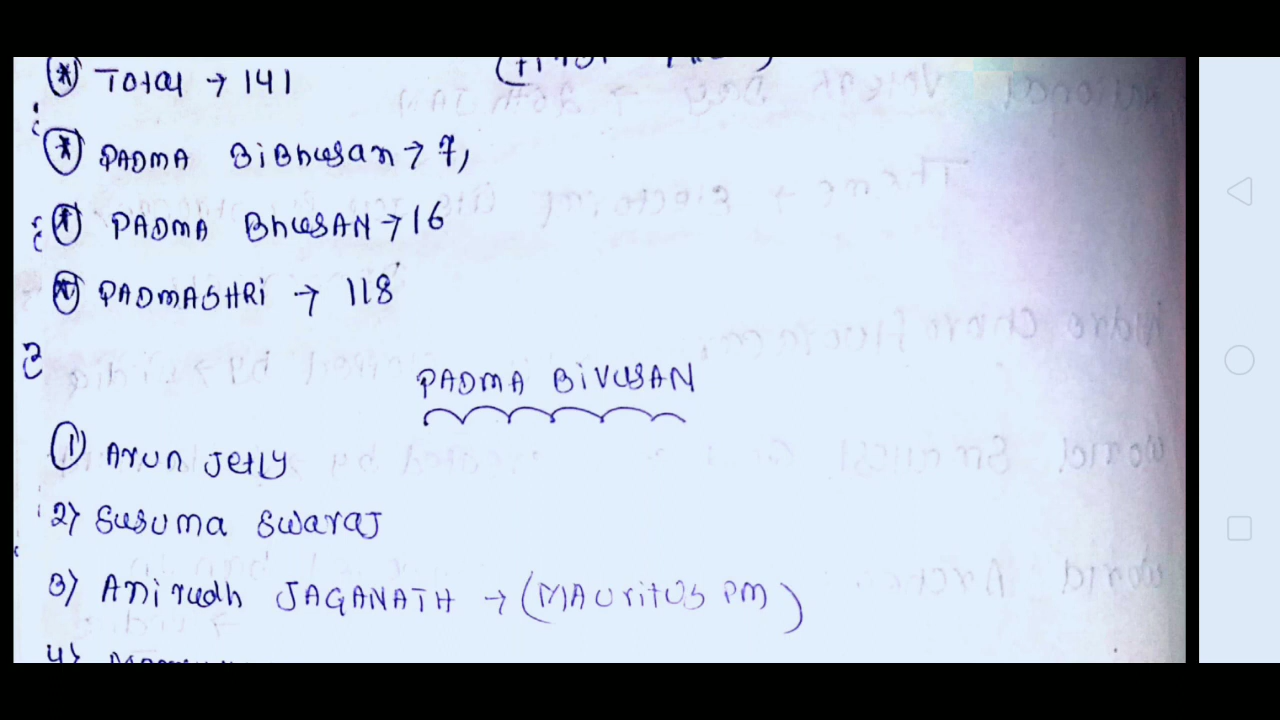 Total → 141
PADMA BiBhusan → 7,
PADMA BhusAN → 16
PADMASHRi → 118
PADMA BiVusAN
1 Arun Jetly
2) Susuma Swaraj
3) Anirudh JAGANATH → (MAUritus PM)
4)